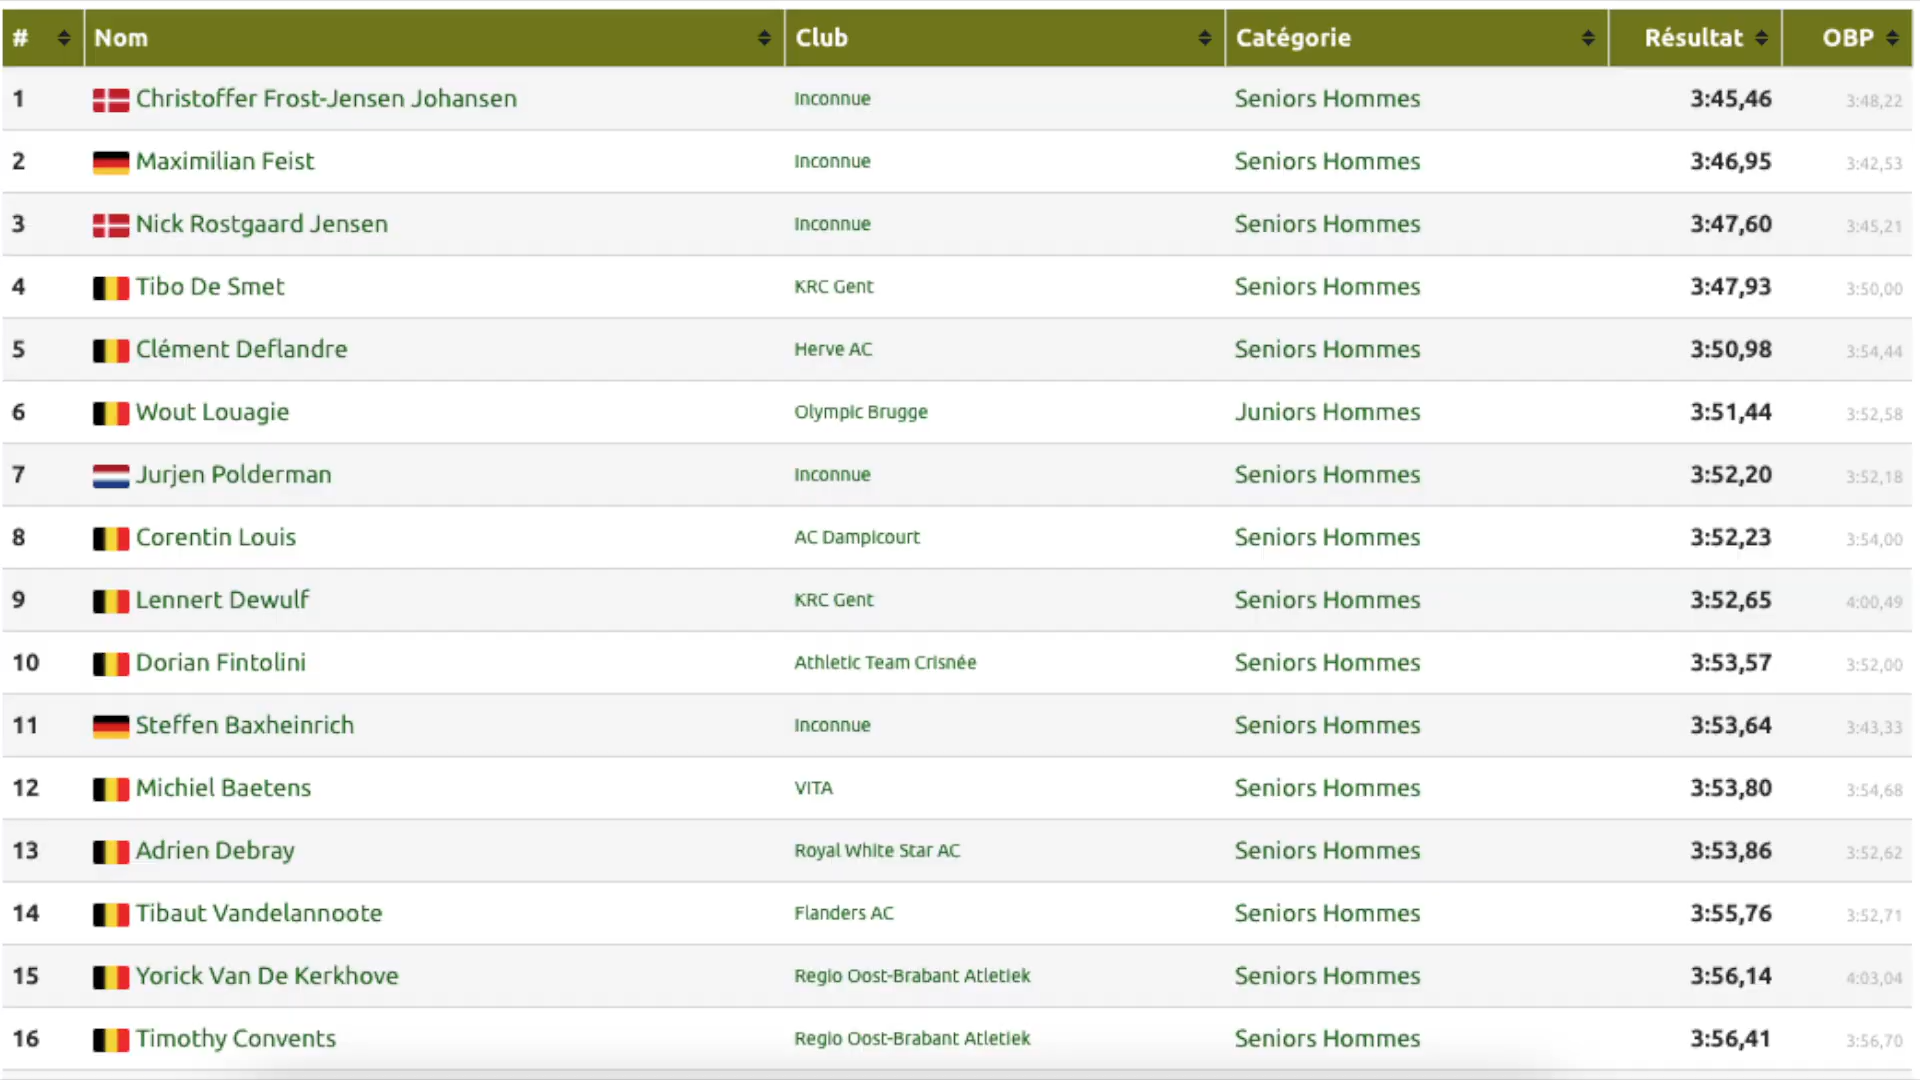 # Nom Club Catégorie Résultat OBP
1 Christoffer Frost-Jensen Johansen Inconnue Seniors Hommes 3:45,46 3:48,22
2 Maximilian Feist Inconnue Seniors Hommes 3:46,95 3:42,53
3 Nick Rostgaard Jensen Inconnue Seniors Hommes 3:47,60 3:45,21
4 Tibo De Smet KRC Gent Seniors Hommes 3:47,93 3:50,00
5 Clément Deflandre Herve AC Seniors Hommes 3:50,98 3:54,44
6 Wout Louagie Olympic Brugge Juniors Hommes 3:51,44 3:52,58
7 Jurjen Polderman Inconnue Seniors Hommes 3:52,20 3:52,18
8 Corentin Louis AC Dampicourt Seniors Hommes 3:52,23 3:54,00
9 Lennert Dewulf KRC Gent Seniors Hommes 3:52,65 4:00,49
10 Dorian Fintolini Athletic Team Crisnée Seniors Hommes 3:53,57 3:52,00
11 Steffen Baxheinrich Inconnue Seniors Hommes 3:53,64 3:43,33
12 Michiel Baetens VITA Seniors Hommes 3:53,80 3:54,68
13 Adrien Debray Royal White Star AC Seniors Hommes 3:53,86 3:52,62
14 Tibaut Vandelannoote Flanders AC Seniors Hommes 3:55,76 3:52,71
15 Yorick Van De Kerkhove Regio Oost-Brabant Atletiek Seniors Hommes 3:56,14 4:03,04
16 Timothy Convents Regio Oost-Brabant Atletiek Seniors Hommes 3:56,41 3:56,70